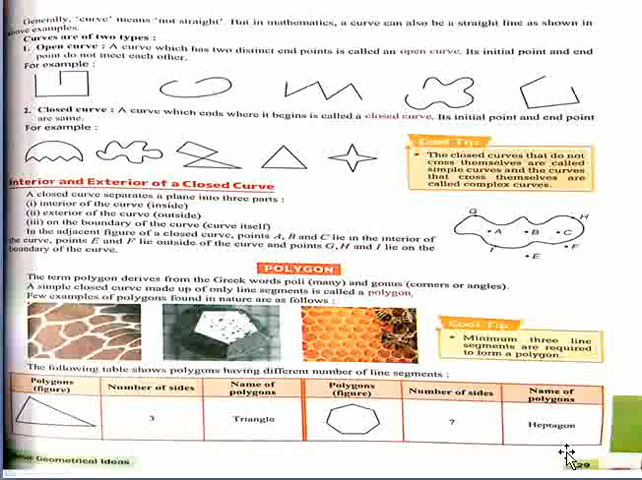 Generally, 'curve' means 'not straight'. But in mathematics, a curve can also be a straight line as shown in
above examples.
Curves are of two types :
1. Open curve : A curve which has two distinct end points is called an open curve. Its initial point and end
point do not meet each other.
For example :
2. Closed curve : A curve which ends where it begins is called a closed curve. Its initial point and end point
are same.
For example :
Cool Tip
• The closed curves that do not
cross themselves are called
simple curves and the curves
that cross themselves are
called complex curves.
Interior and Exterior of a Closed Curve
A closed curve separates a plane into three parts :
(i) interior of the curve (inside)
(ii) exterior of the curve (outside)
(iii) on the boundary of the curve (curve itself)
In the adjacent figure of a closed curve, points A, B and C lie in the interior of
the curve, points E and F lie outside of the curve and points G, H and I lie on the
boundary of the curve.
G
H
A
B
C
I
F
E
POLYGON
The term polygon derives from the Greek words poli (many) and gonus (corners or angles).
A simple closed curve made up of only line segments is called a polygon.
Few examples of polygons found in nature are as follows :
Cool Tip
• Minimum three line
segments are required
to form a polygon.
The following table shows polygons having different number of line segments :
Polygons (figure) Number of sides Name of polygons Polygons (figure) Number of sides Name of polygons
3 Triangle 7 Heptagon
Geometrical Ideas
29